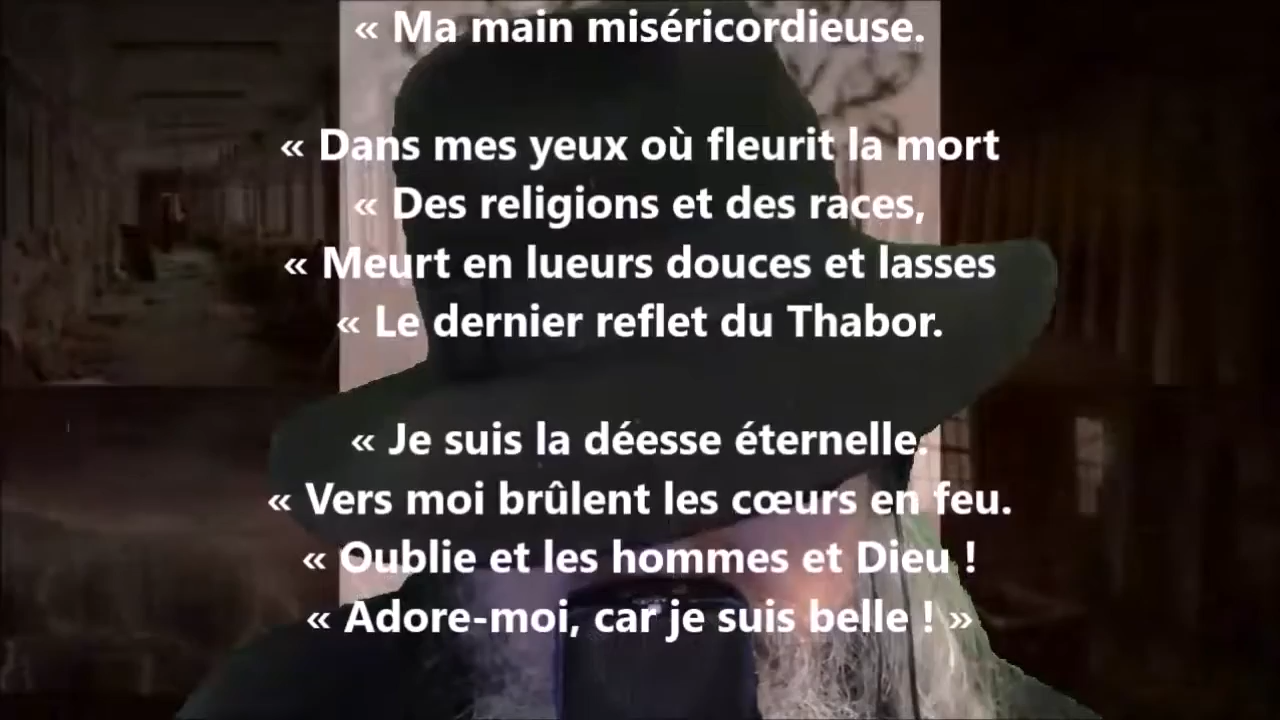 « Ma main miséricordieuse.
« Dans mes yeux où fleurit la mort
« Des religions et des races,
« Meurt en lueurs douces et lasses
« Le dernier reflet du Thabor.
« Je suis la déesse éternelle.
« Vers moi brûlent les cœurs en feu.
« Oublie et les hommes et Dieu !
« Adore-moi, car je suis belle ! »